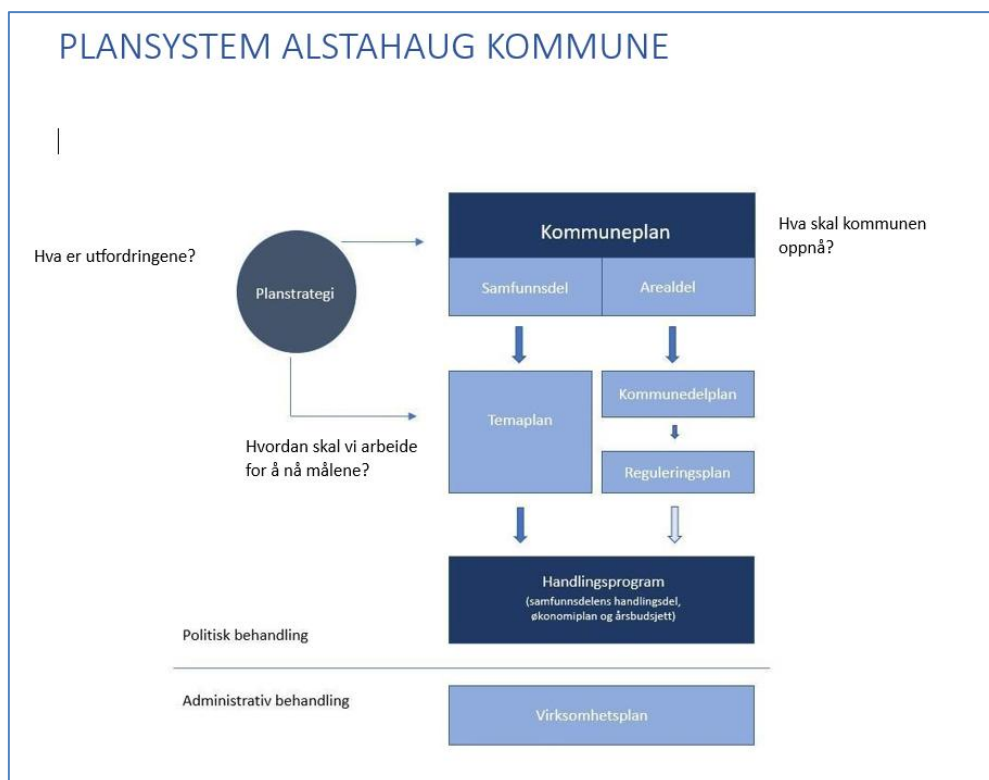 PLANSYSTEM ALSTAHAUG KOMMUNE
Hva er utfordringene?
Planstrategi
Kommuneplan
Samfunnsdel
Arealdel
Hva skal kommunen
oppnå?
Hvordan skal vi arbeide
for å nå målene?
Temaplan
Kommunedelplan
Reguleringsplan
Handlingsprogram
(samfunnsdelens handlingsdel,
økonomiplan og årsbudsjett)
Politisk behandling
Administrativ behandling
Virksomhetsplan